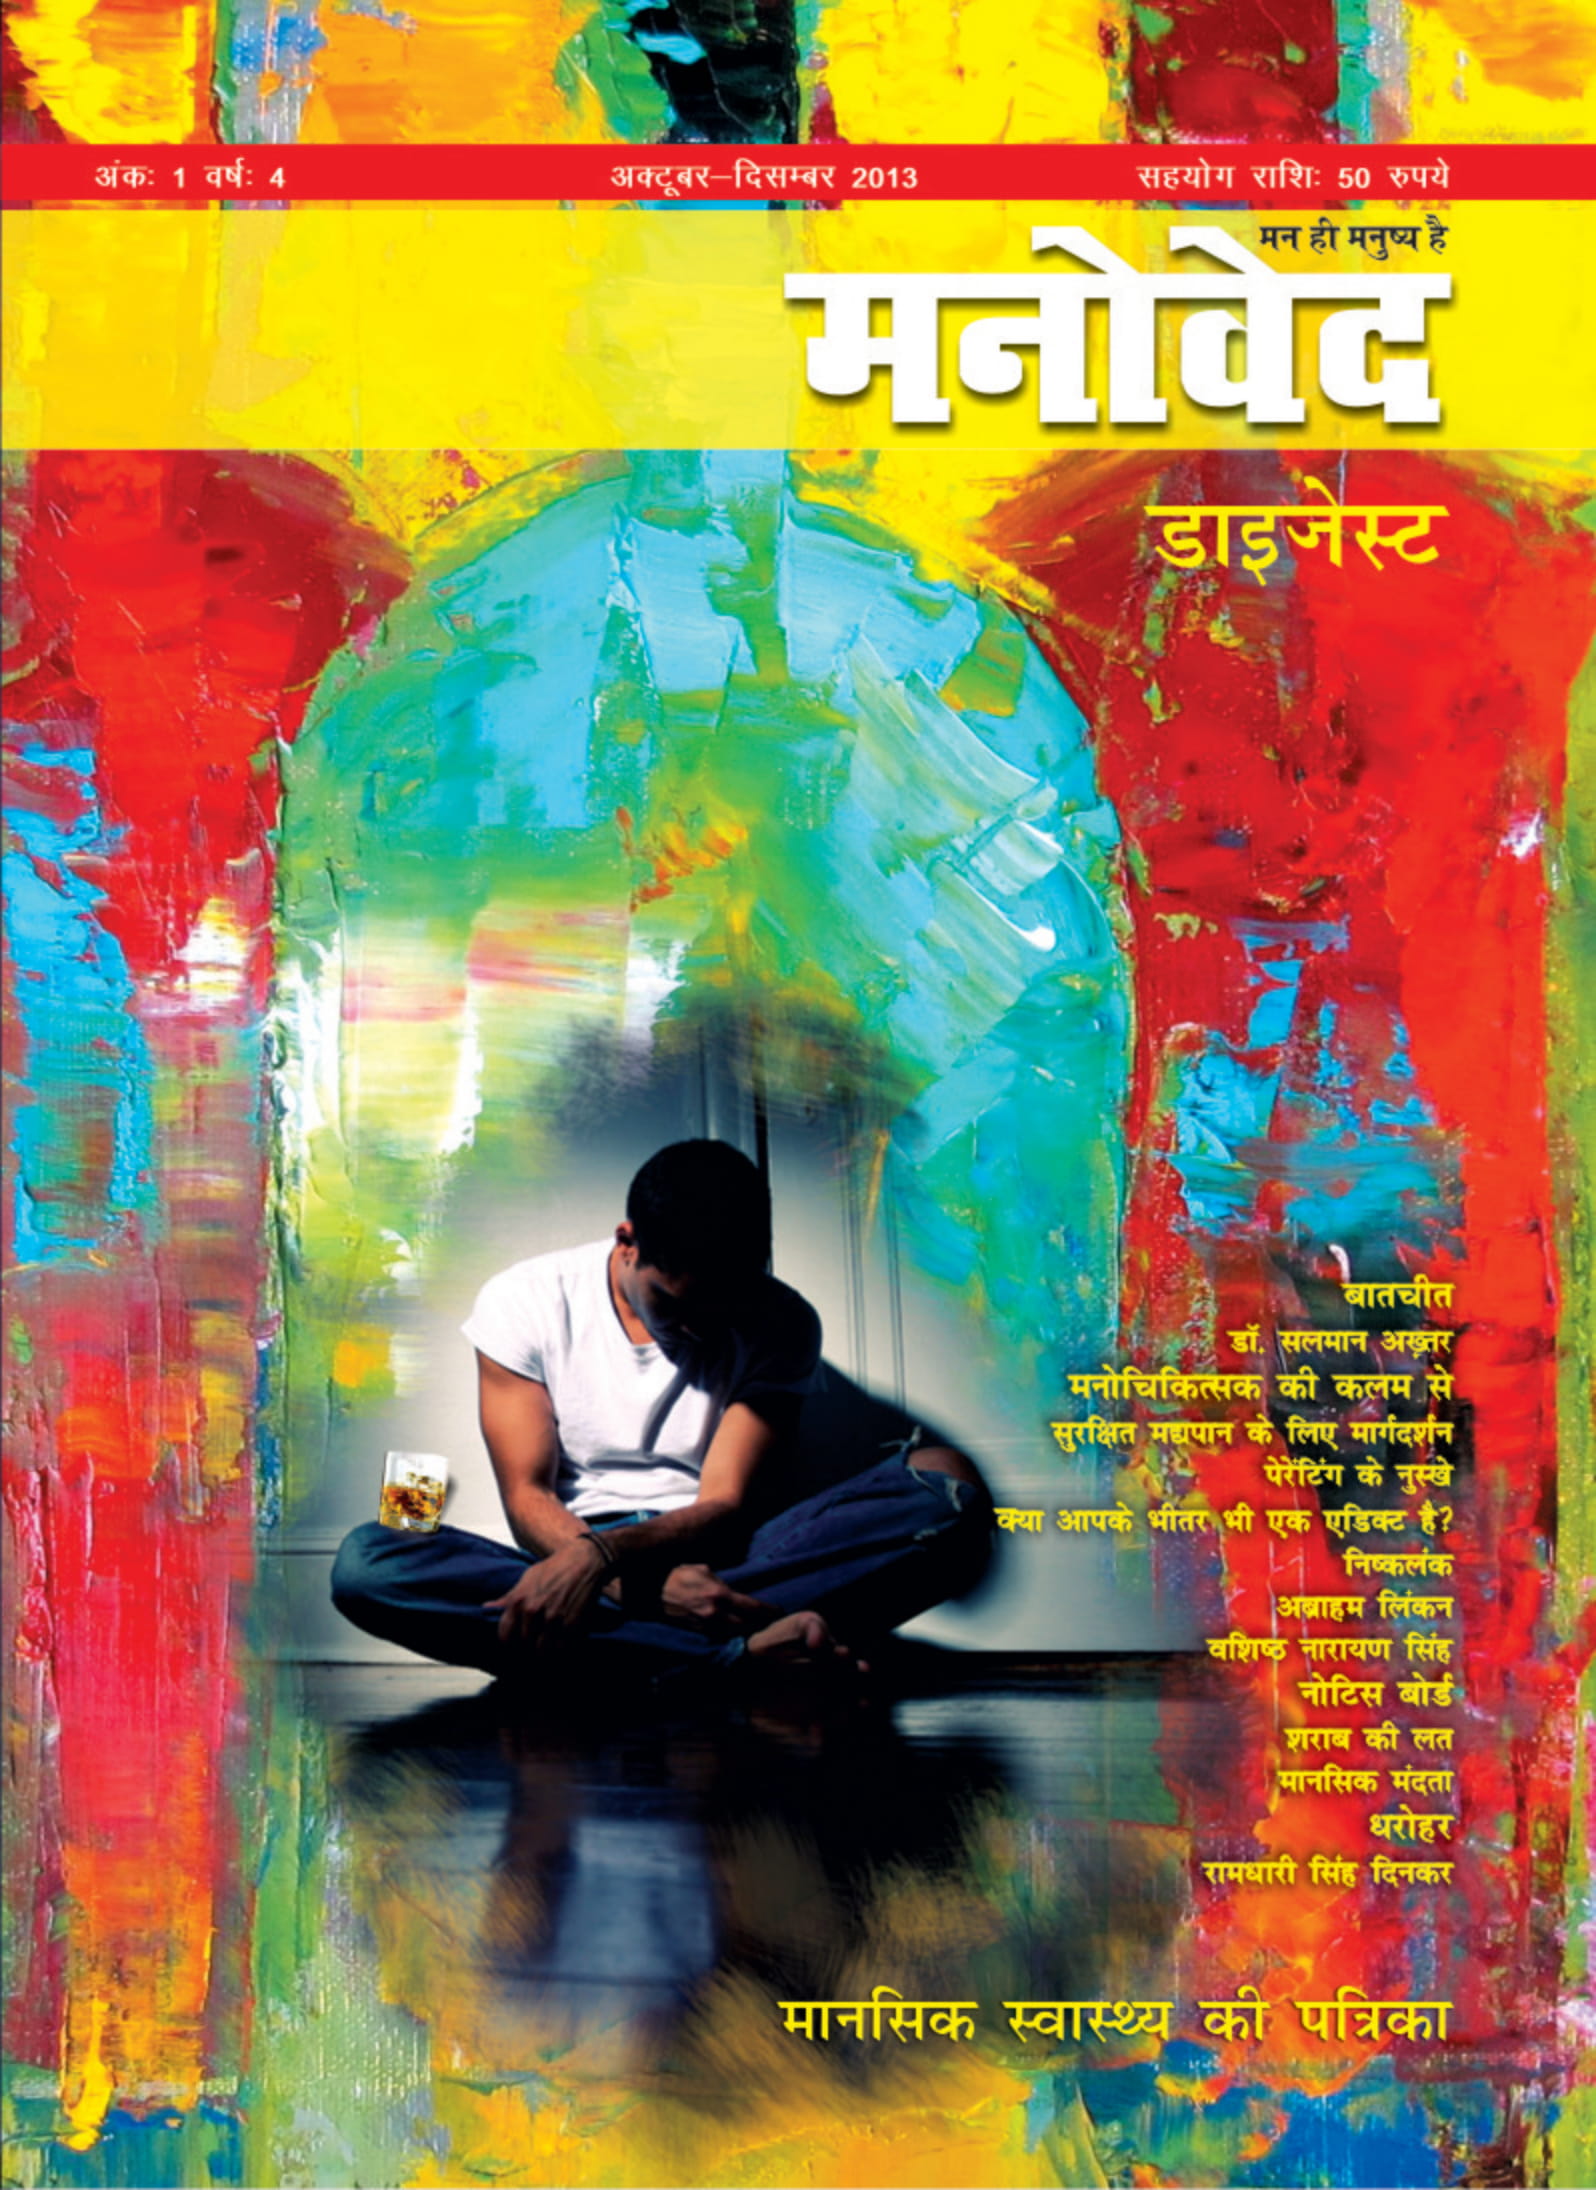 अंक: 1 वर्ष: 4 अक्टूबर–दिसम्बर 2013 सहयोग राशि: 50 रुपये
मन ही मनुष्य है
मनोवेद
डाइजेस्ट
बातचीत
डॉ. सलमान अख़्तर
मनोचिकित्सक की कलम से
सुरक्षित मद्यपान के लिए मार्गदर्शन
पेरेंटिंग के नुस्खे
क्या आपके भीतर भी एक एडिक्ट है?
निष्कलंक
अब्राहम लिंकन
वशिष्ठ नारायण सिंह
नोटिस बोर्ड
शराब की लत
मानसिक मंदता
धरोहर
रामधारी सिंह दिनकर
मानसिक स्वास्थ्य की पत्रिका